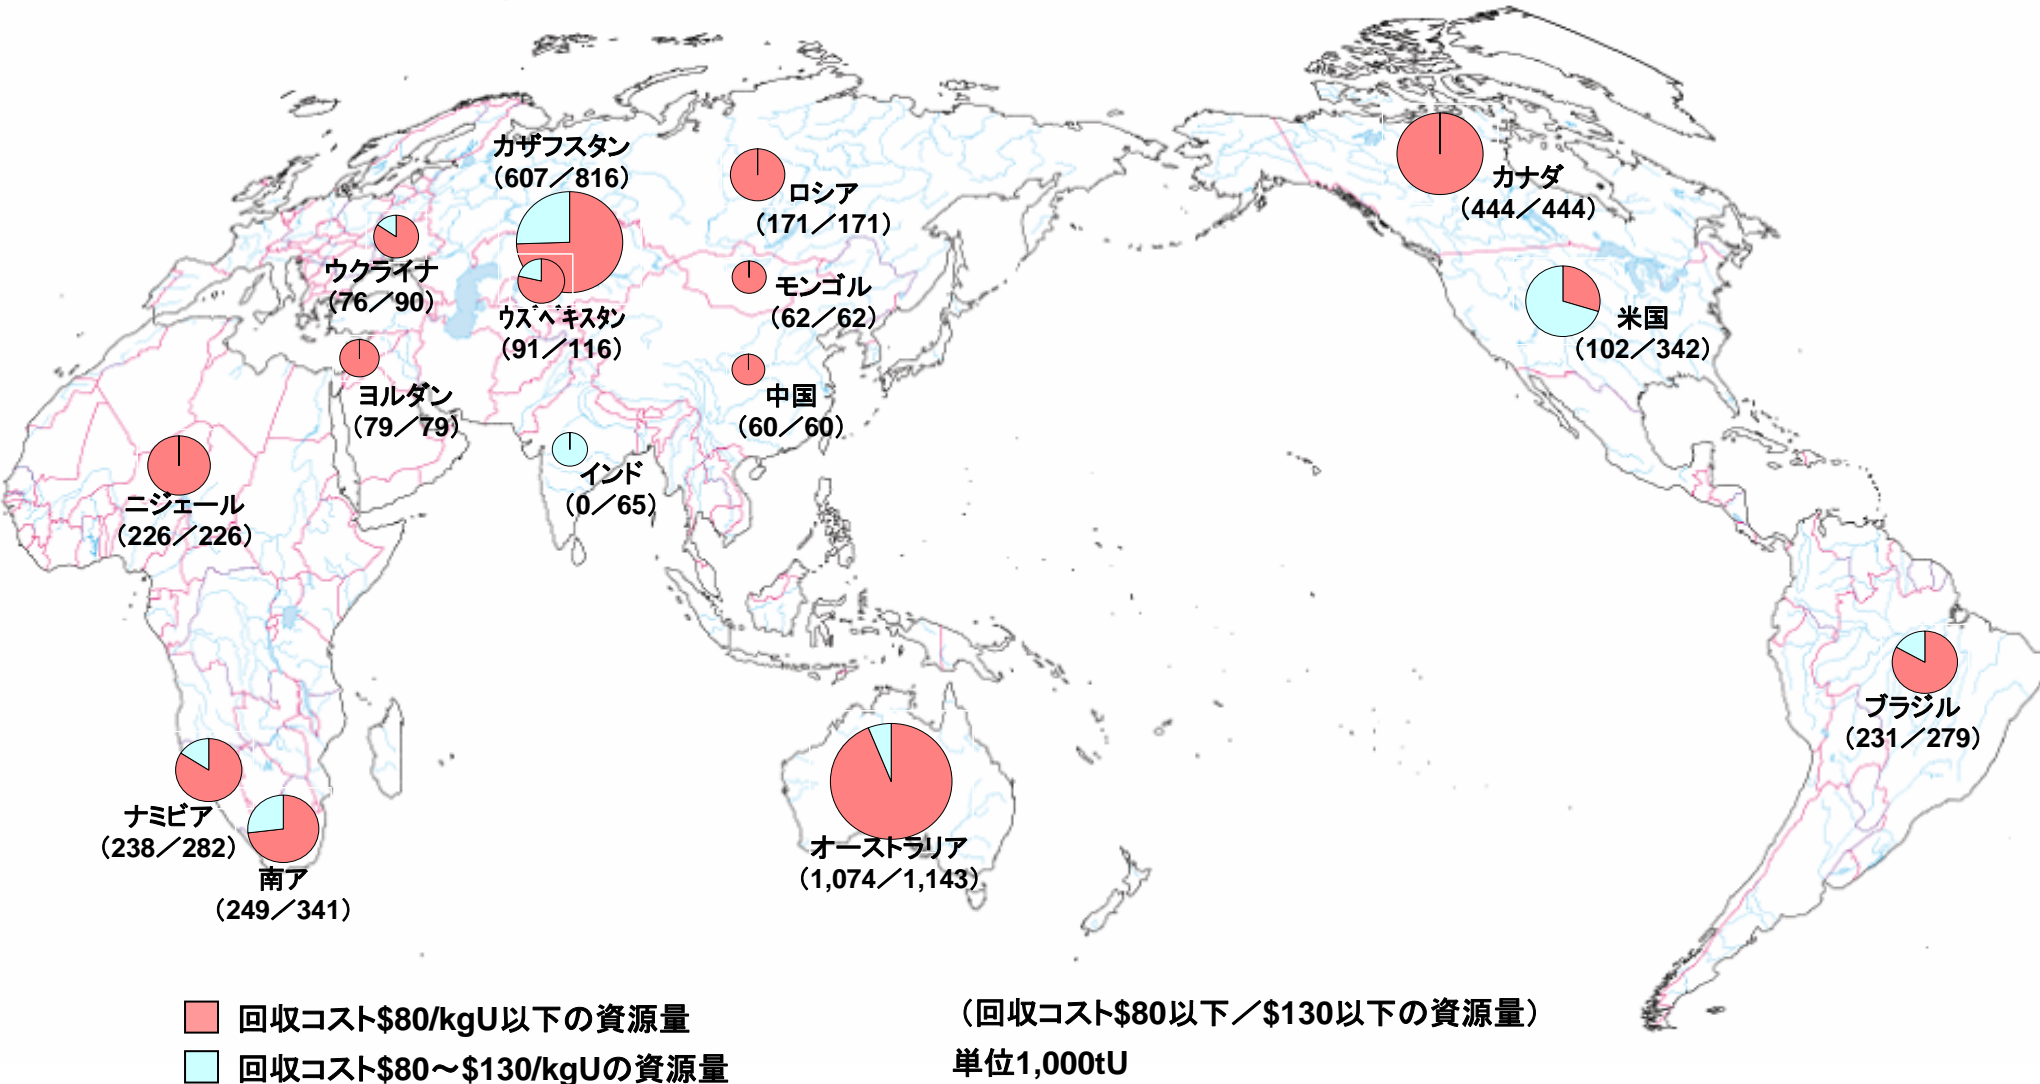 カザフスタン
(607／816)
ロシア
(171／171)
カナダ
(444／444)
ウクライナ
(76／90)
ウズベキスタン
(91／116)
モンゴル
(62／62)
米国
(102／342)
ヨルダン
(79／79)
中国
(60／60)
インド
(0／65)
ニジェール
(226／226)
ブラジル
(231／279)
ナミビア
(238／282)
南ア
(249／341)
オーストラリア
(1,074／1,143)
回収コスト$80/kgU以下の資源量
回収コスト$80～$130/kgUの資源量
（回収コスト$80以下／$130以下の資源量）
単位1,000tU